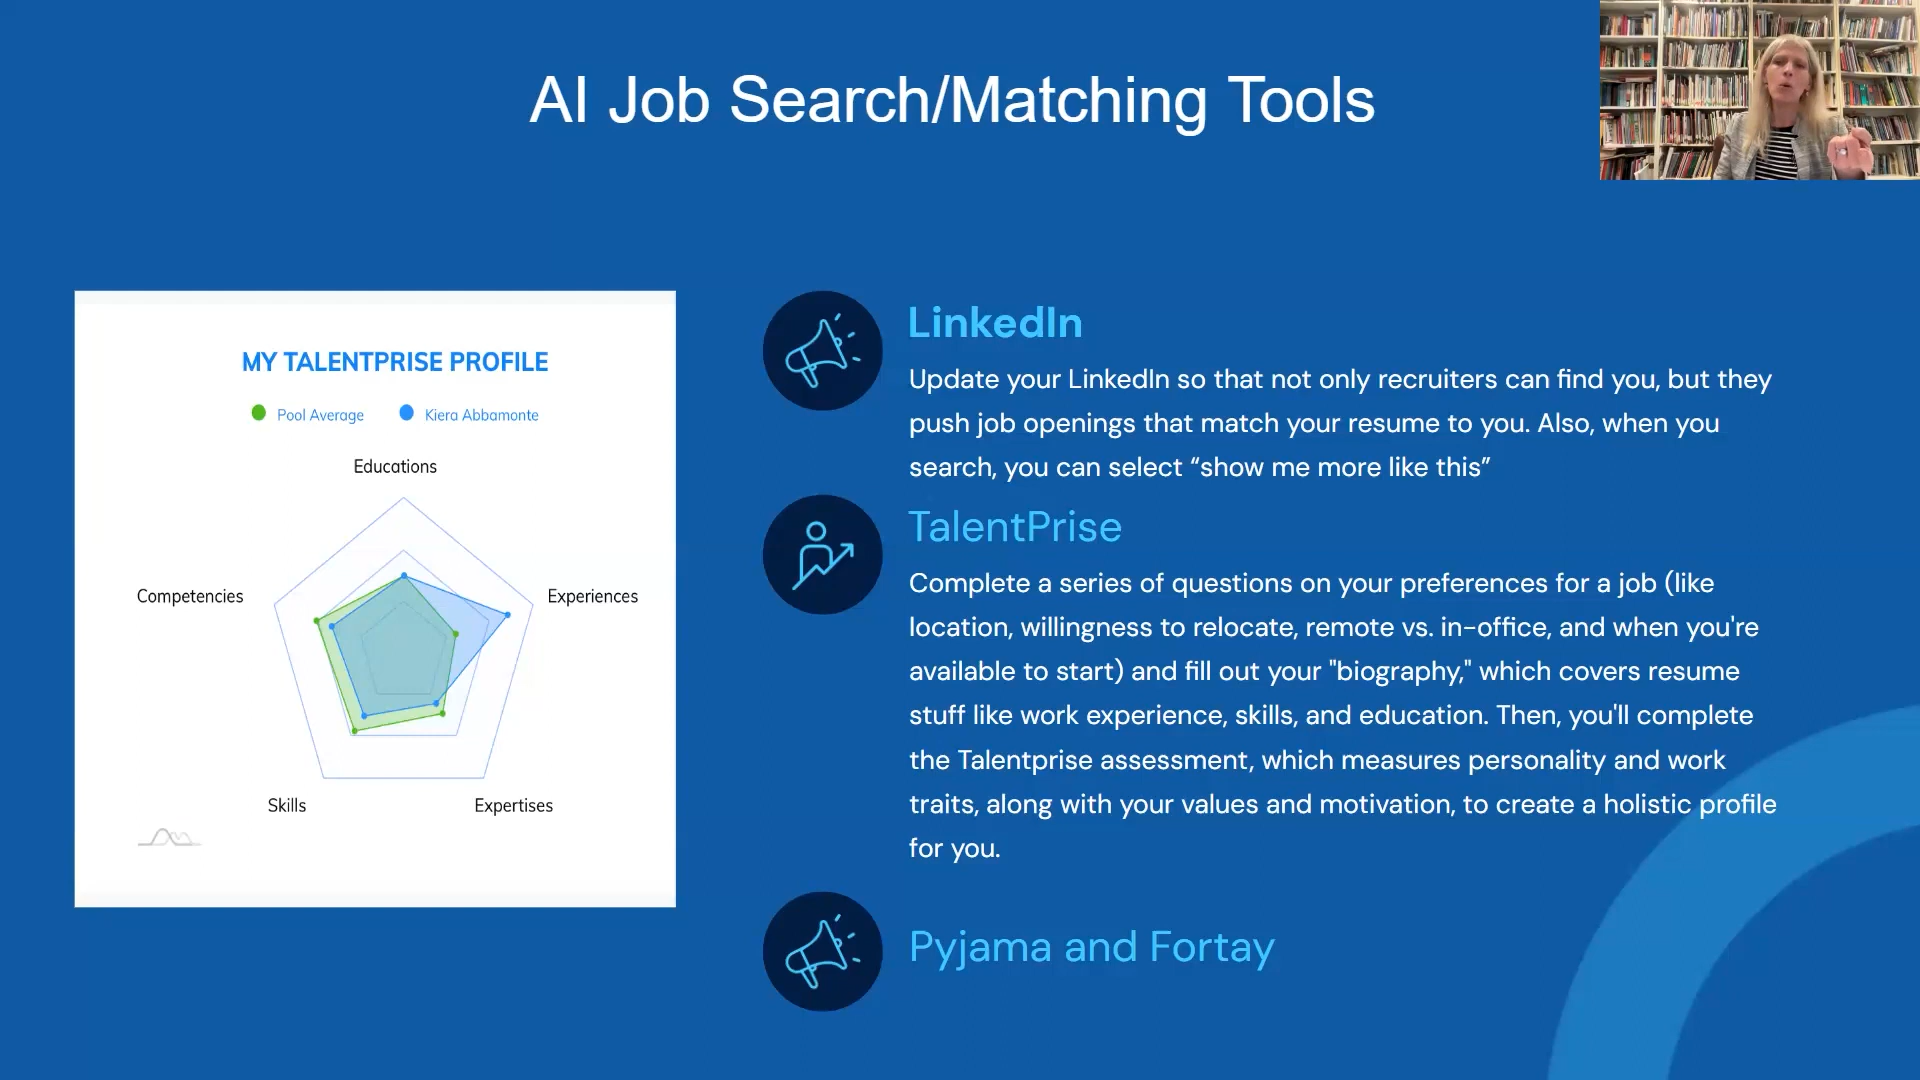 AI Job Search/Matching Tools
MY TALENTPRISE PROFILE
Pool Average
Kiera Abbamonte
Educations
Competencies
Experiences
Skills
Expertises
LinkedIn
Update your LinkedIn so that not only recruiters can find you, but they
push job openings that match your resume to you. Also, when you
search, you can select “show me more like this”
TalentPrise
Complete a series of questions on your preferences for a job (like
location, willingness to relocate, remote vs. in-office, and when you're
available to start) and fill out your "biography," which covers resume
stuff like work experience, skills, and education. Then, you'll complete
the Talentprise assessment, which measures personality and work
traits, along with your values and motivation, to create a holistic profile
for you.
Pyjama and Fortay